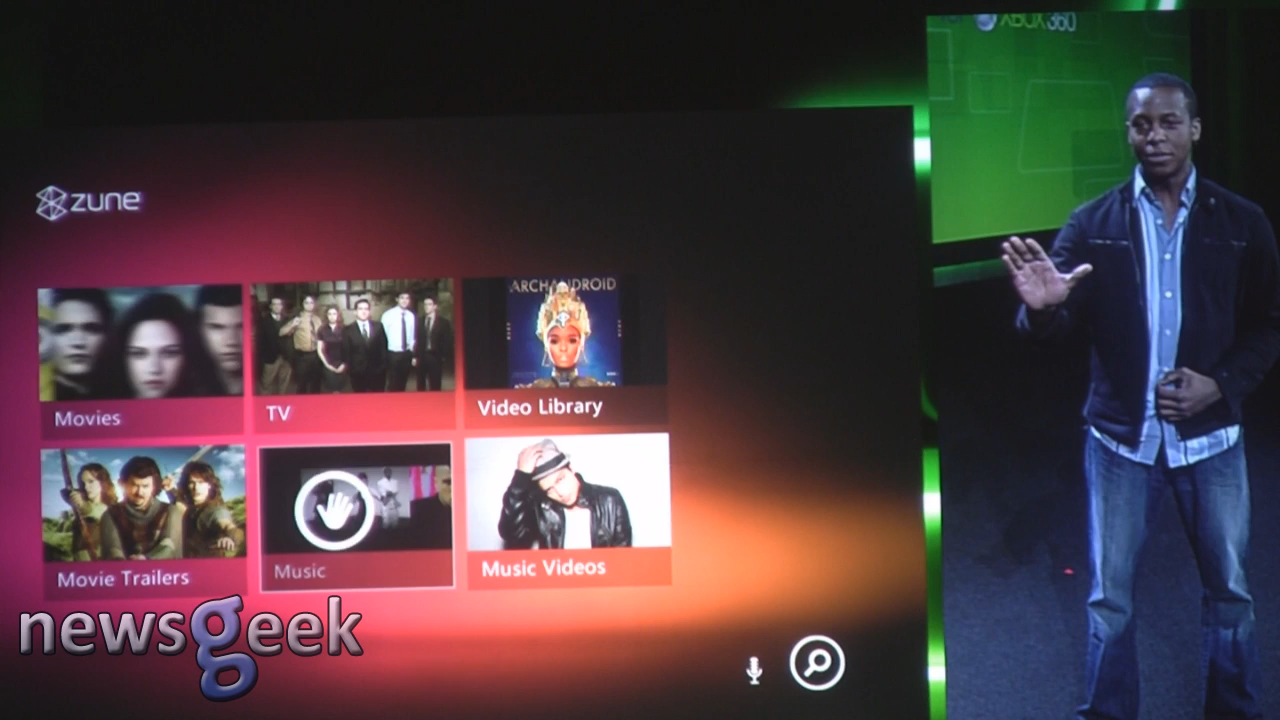 XBOX 360
zune
ARCHANDROID
Movies
TV
Video Library
Movie Trailers
Music
Music Videos
newsgeek